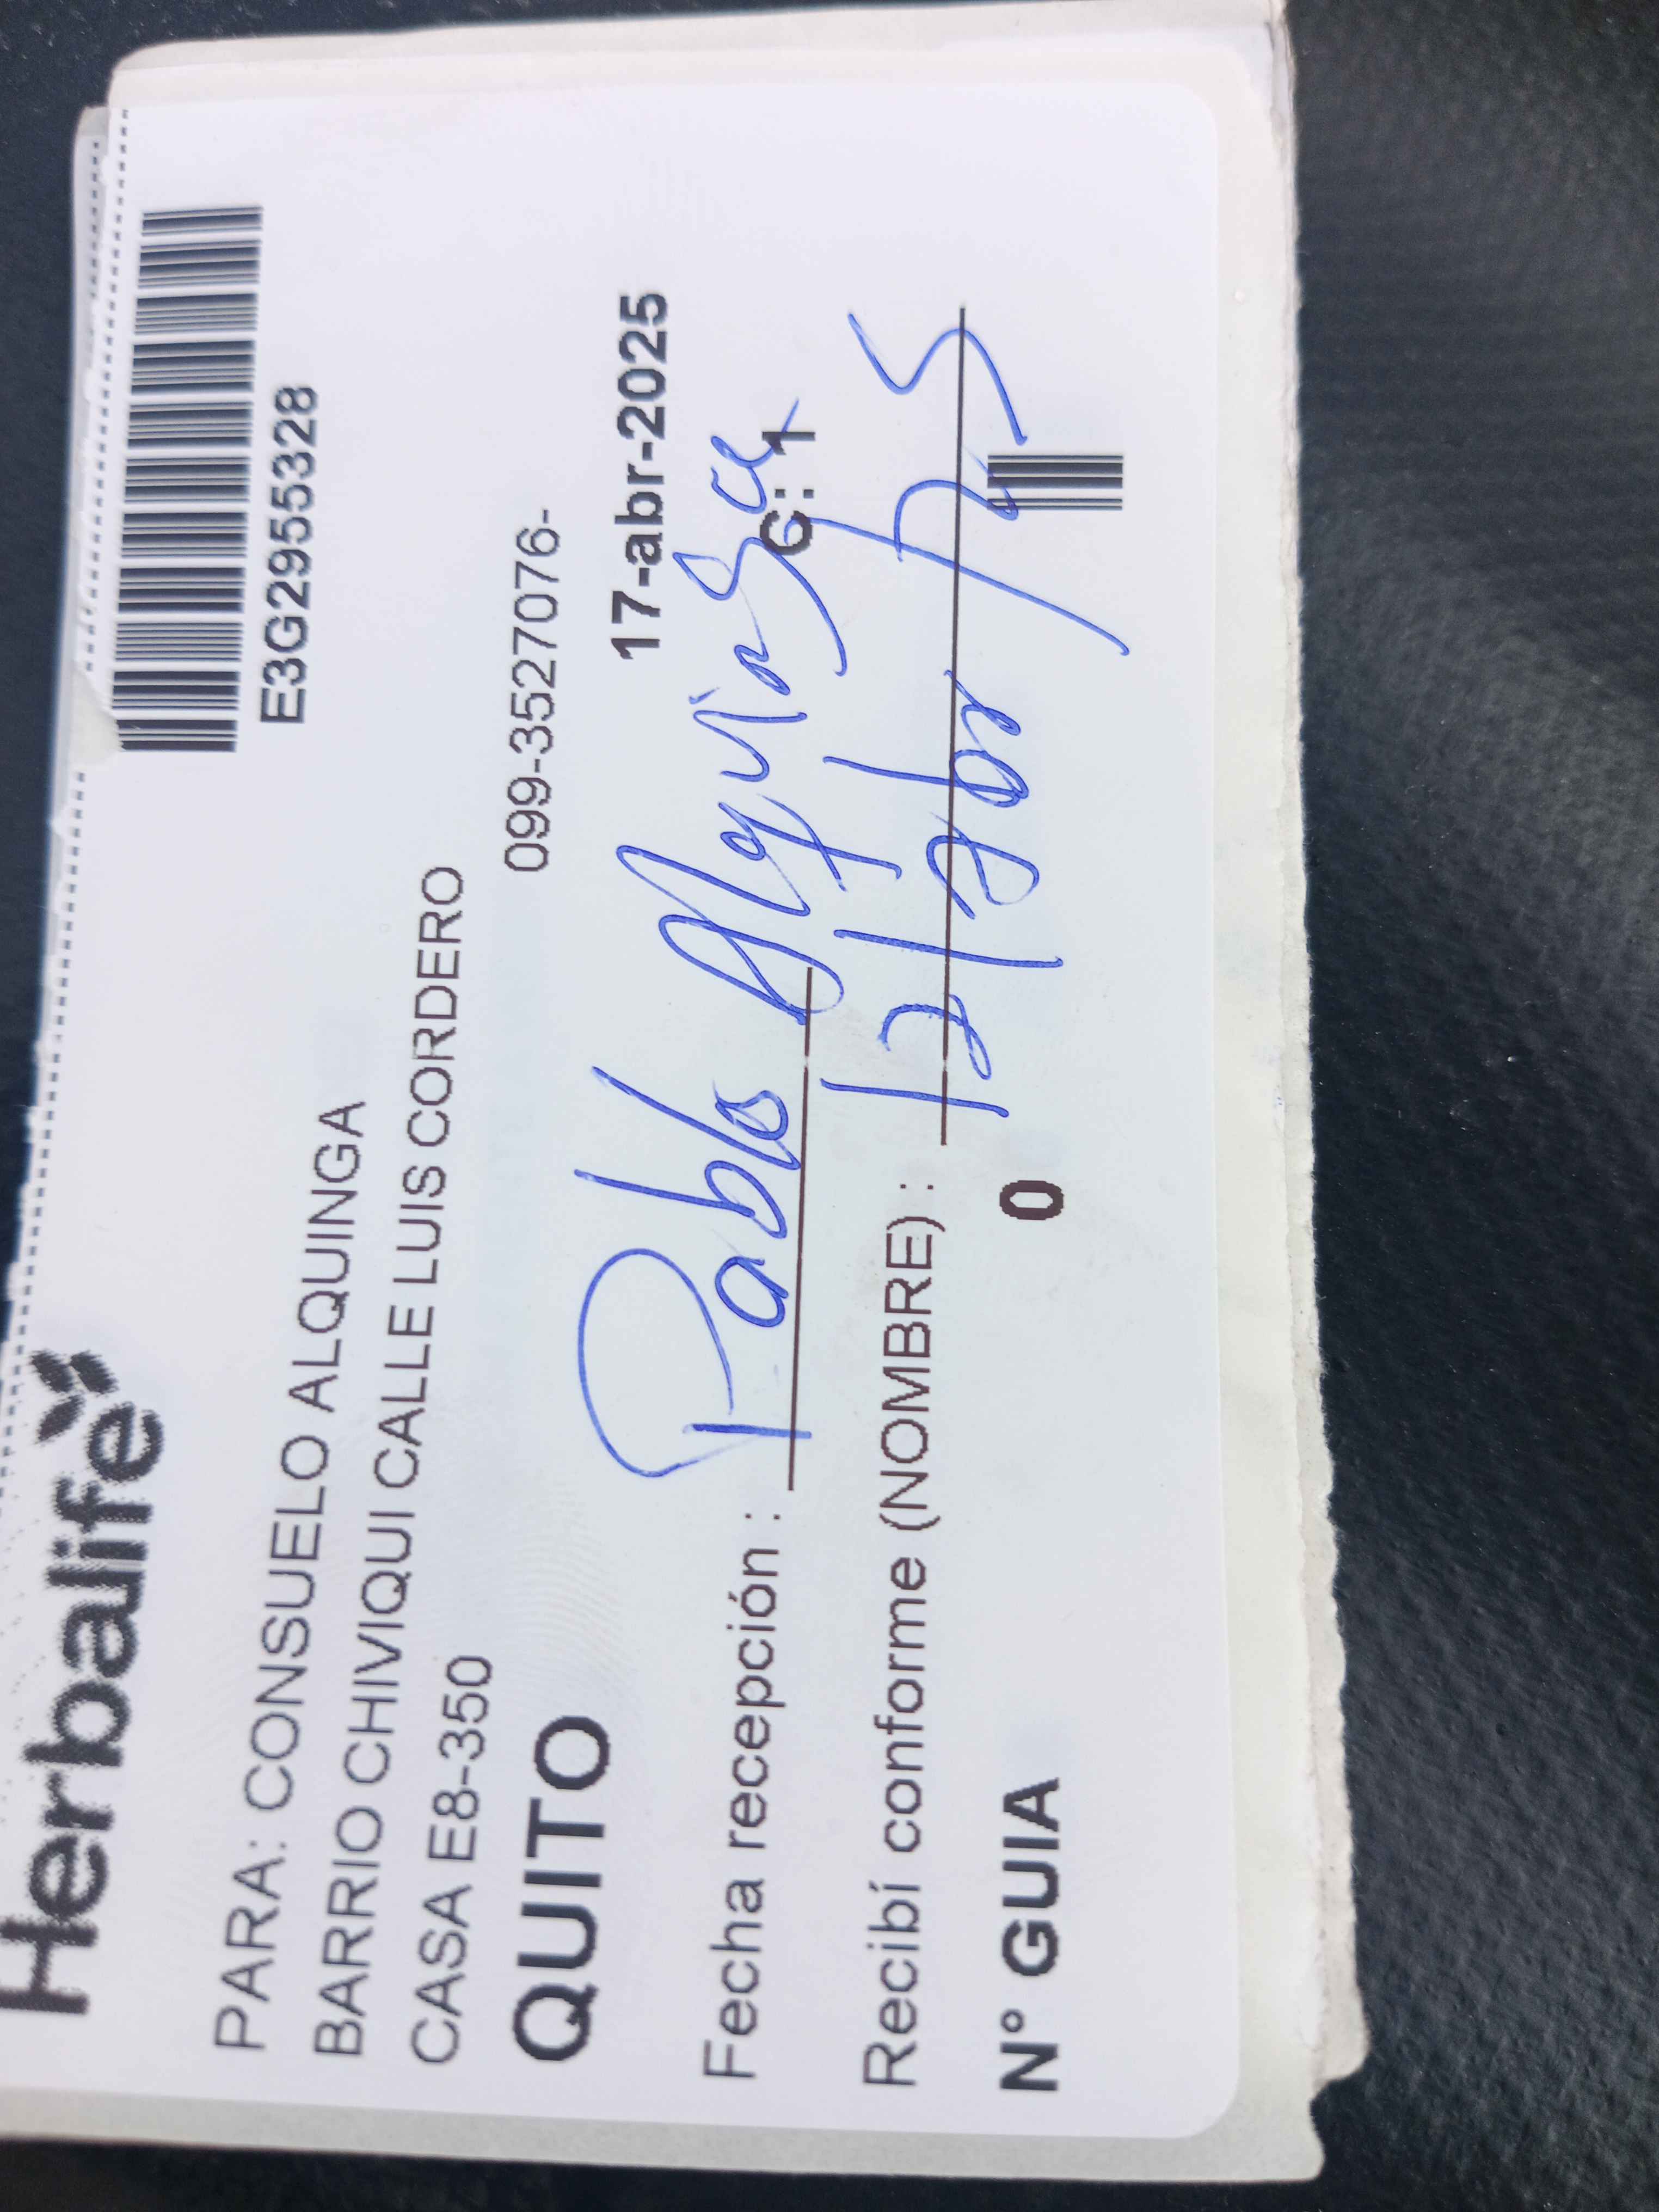 Herbalife
E3G2955328
PARA: CONSUELO ALQUINGA
BARRIO CHIVIQUI CALLE LUIS CORDERO
CASA E8-350
099-3527076-
QUITO
17-abr-2025
Fecha recepción : Pablo Alquinga
C: 1
Recibí conforme (NOMBRE) :
Nº GUIA 0